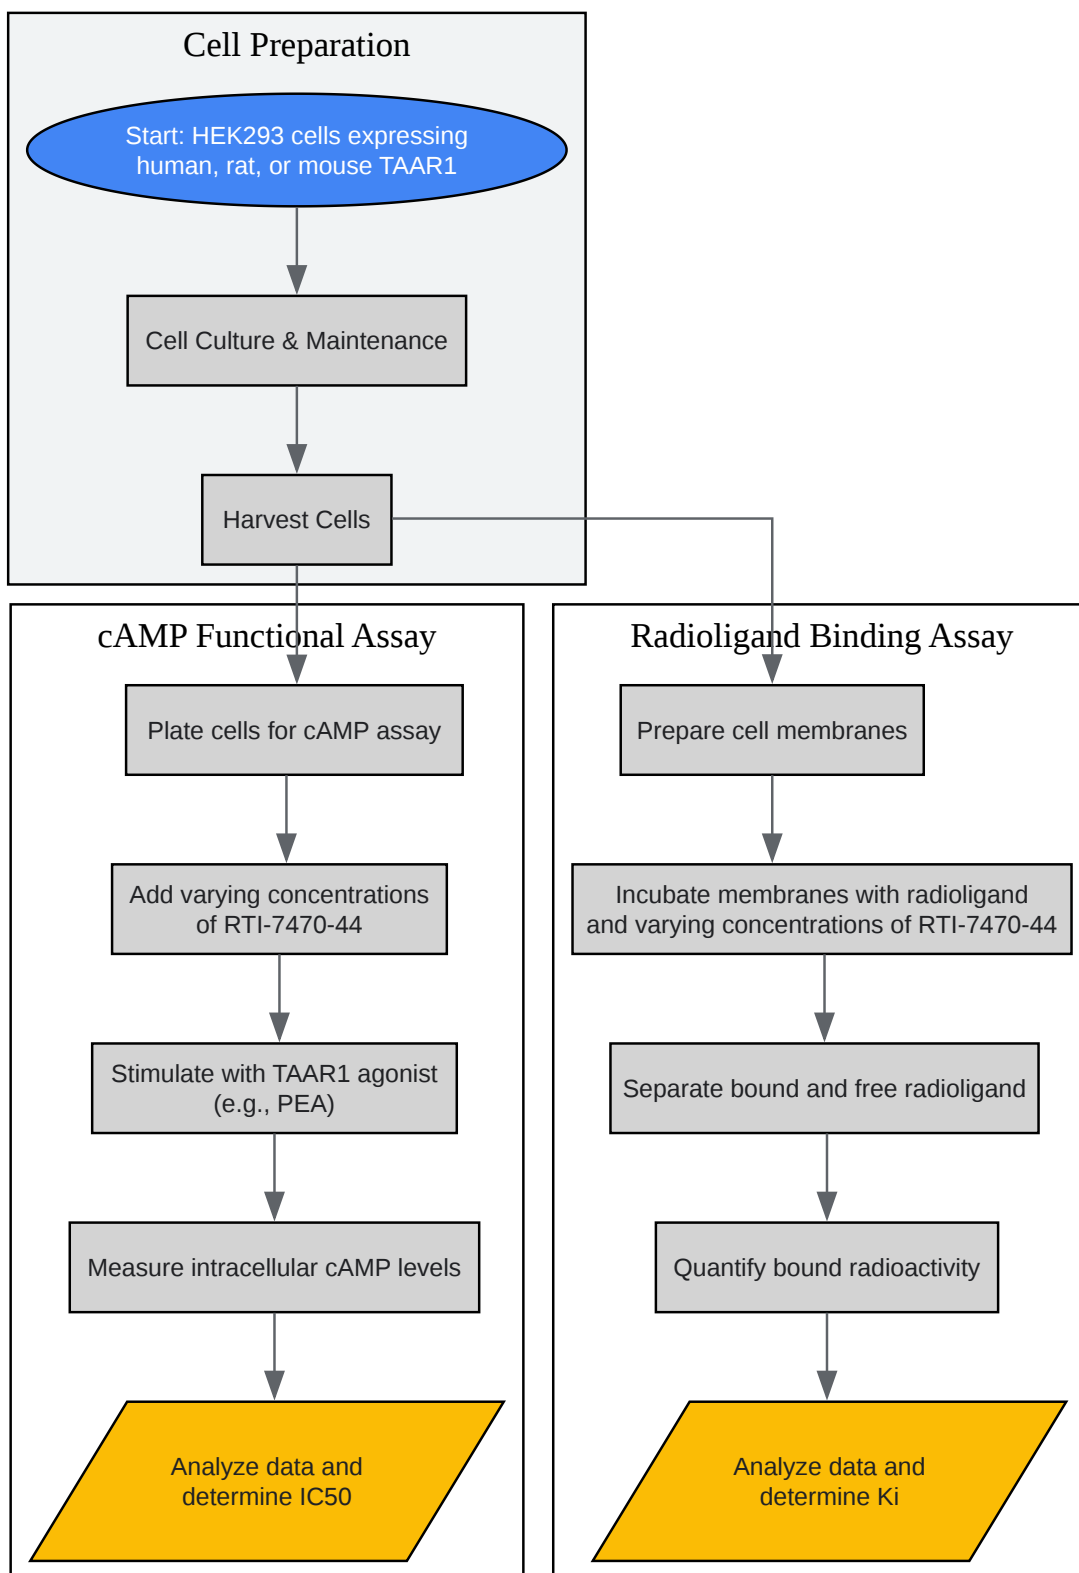 Cell Preparation
Start: HEK293 cells expressing
human, rat, or mouse TAAR1
Cell Culture & Maintenance
Harvest Cells
cAMP Functional Assay
Plate cells for cAMP assay
Add varying concentrations
of RTI-7470-44
Stimulate with TAAR1 agonist
(e.g., PEA)
Measure intracellular cAMP levels
Analyze data and
determine IC50
Radioligand Binding Assay
Prepare cell membranes
Incubate membranes with radioligand
and varying concentrations of RTI-7470-44
Separate bound and free radioligand
Quantify bound radioactivity
Analyze data and
determine Ki